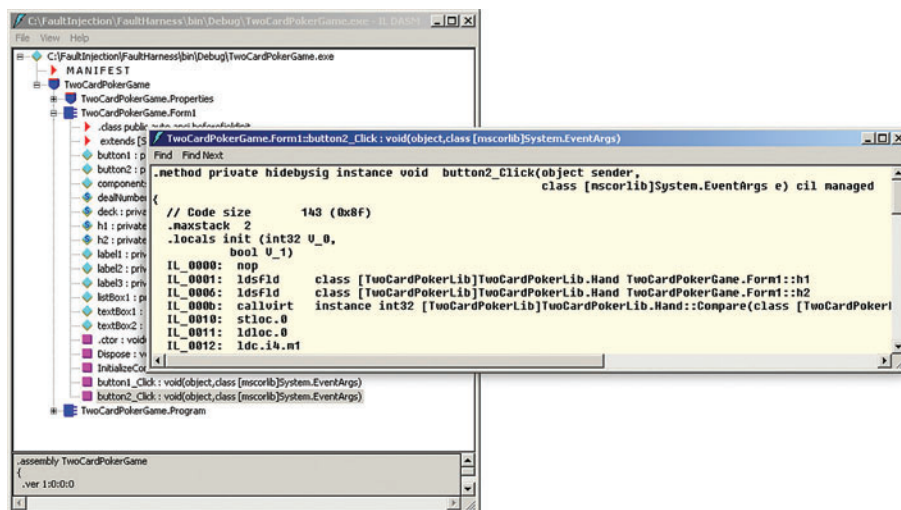 C:\FaultInjection\FaultHarness\bin\Debug\TwoCardPokerGame.exe - IL DASM
File View Help
C:\FaultInjection\FaultHarness\bin\Debug\TwoCardPokerGame.exe
MANIFEST
TwoCardPokerGame
TwoCardPokerGame.Properties
TwoCardPokerGame.Form1
.class public auto ansi beforefieldinit
extends [S
button1 : p
button2 : p
component
dealNumber
deck : priva
h1 : private
h2 : private
label1 : priv
label2 : priv
label3 : priv
listBox1 : p
textBox1 :
textBox2 :
.ctor : void
Dispose : v
InitializeCo
button1_Click : void(object,class [mscorlib]System.EventArgs)
button2_Click : void(object,class [mscorlib]System.EventArgs)
TwoCardPokerGame.Program
.assembly TwoCardPokerGame
{
.ver 1:0:0:0
TwoCardPokerGame.Form1::button2_Click : void(object,class [mscorlib]System.EventArgs)
Find Find Next
.method private hidebysig instance void button2_Click(object sender,
class [mscorlib]System.EventArgs e) cil managed
{
// Code size 143 (0x8f)
.maxstack 2
.locals init (int32 V_0,
bool V_1)
IL_0000: nop
IL_0001: ldsfld class [TwoCardPokerLib]TwoCardPokerLib.Hand TwoCardPokerGame.Form1::h1
IL_0006: ldsfld class [TwoCardPokerLib]TwoCardPokerLib.Hand TwoCardPokerGame.Form1::h2
IL_000b: callvirt instance int32 [TwoCardPokerLib]TwoCardPokerLib.Hand::Compare(class [TwoCardPokerL
IL_0010: stloc.0
IL_0011: ldloc.0
IL_0012: ldc.i4.m1